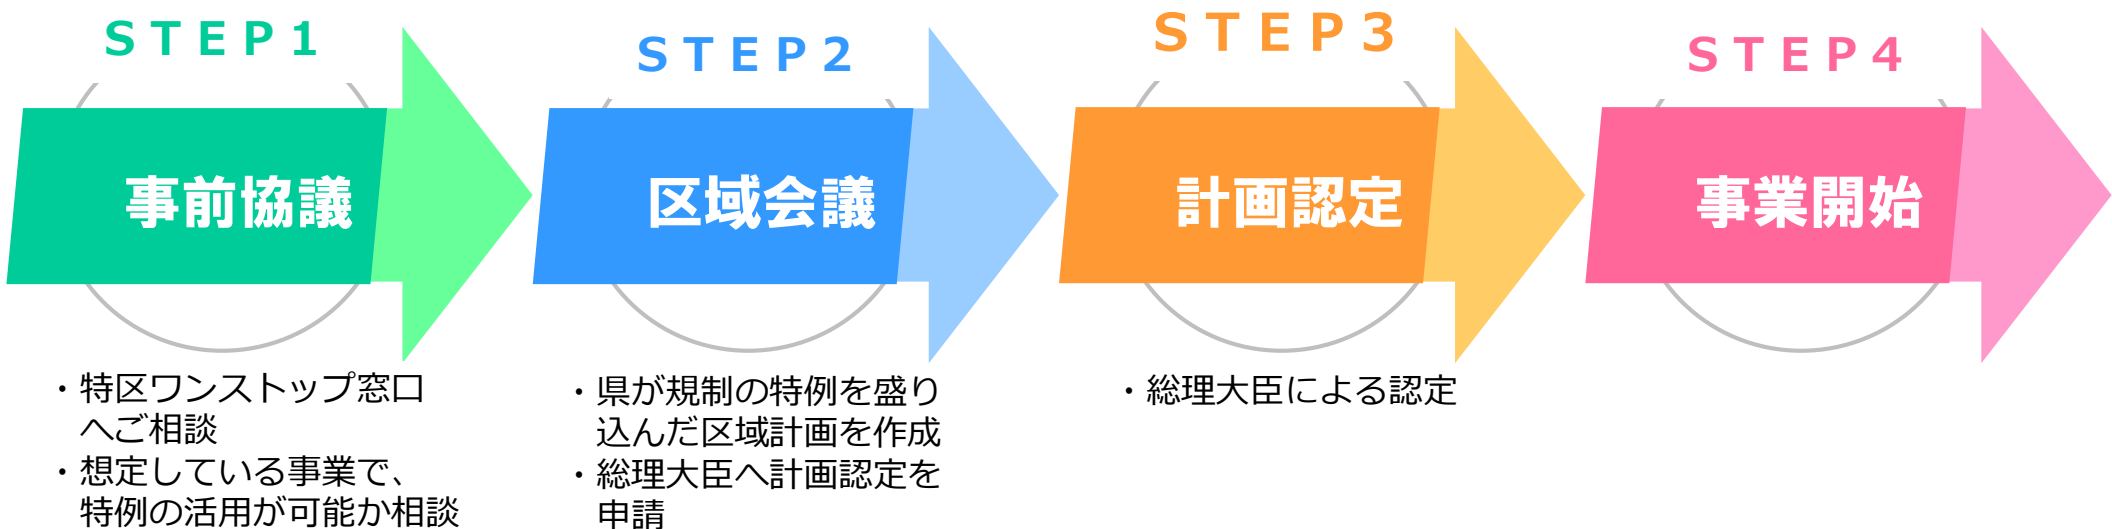 ＳＴＥＰ１
事前協議
・特区ワンストップ窓口
へご相談
・想定している事業で、
特例の活用が可能か相談
ＳＴＥＰ２
区域会議
・県が規制の特例を盛り
込んだ区域計画を作成
・総理大臣へ計画認定を
申請
ＳＴＥＰ３
計画認定
・総理大臣による認定
ＳＴＥＰ４
事業開始